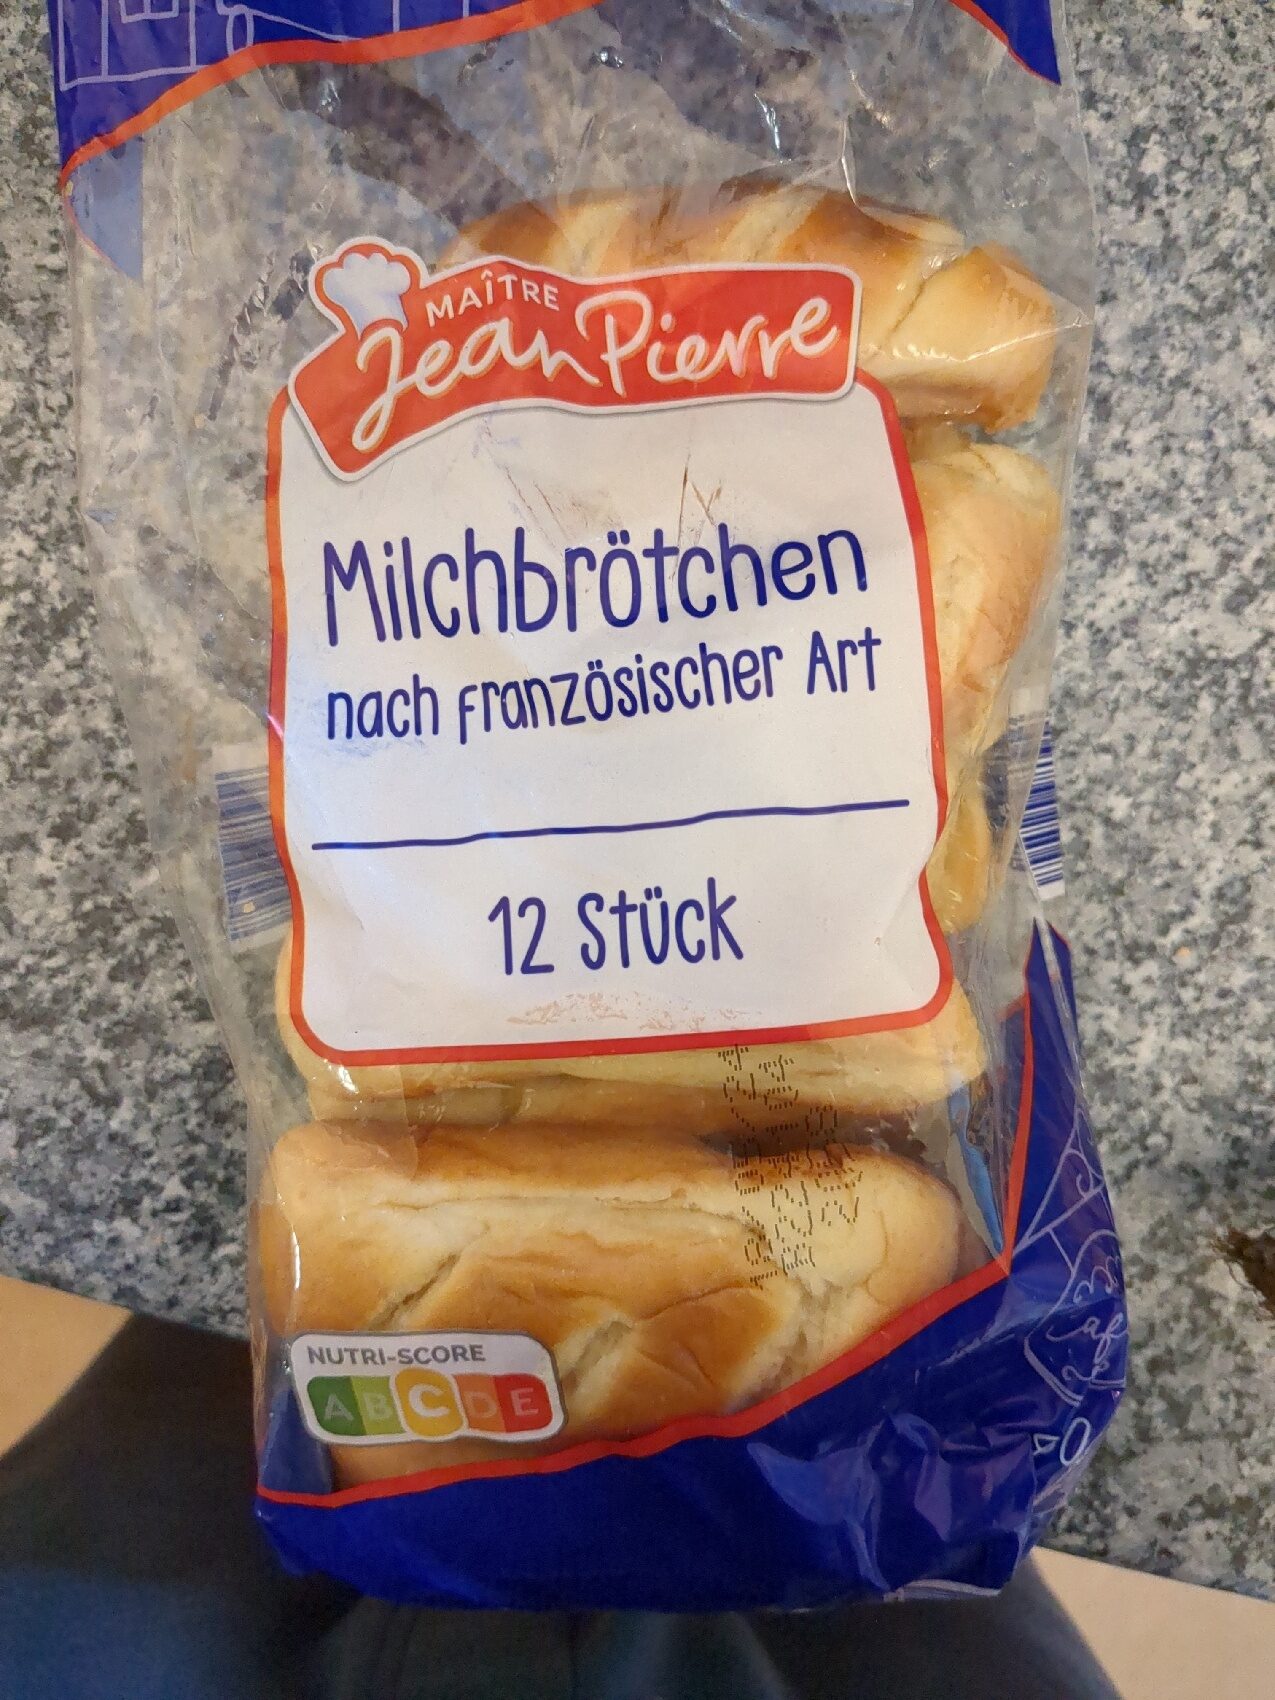 MAÎTRE
Jean Pierre
Milchbrötchen
nach französischer Art
12 Stück
NUTRI-SCORE
A B C D E